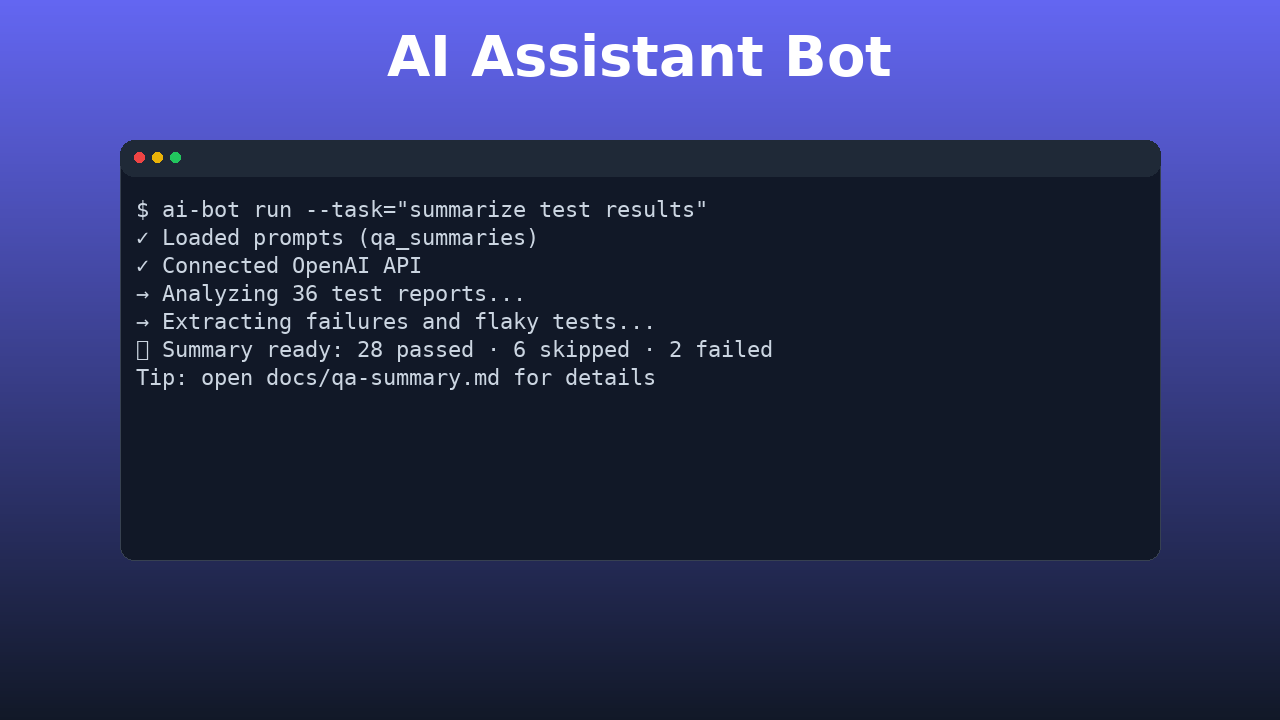 AI Assistant Bot
$ ai-bot run --task="summarize test results"
✓ Loaded prompts (qa_summaries)
✓ Connected OpenAI API
→ Analyzing 36 test reports...
→ Extracting failures and flaky tests...
▯ Summary ready: 28 passed · 6 skipped · 2 failed
Tip: open docs/qa-summary.md for details